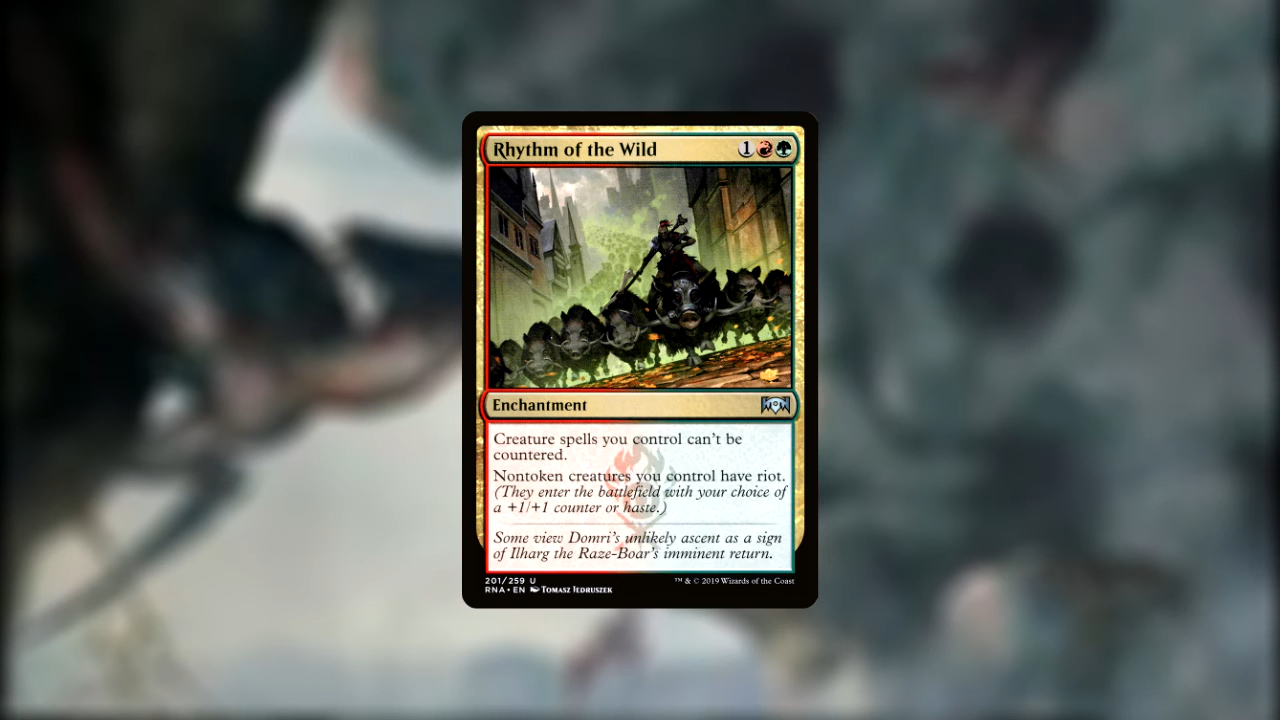 Rhythm of the Wild 1
Enchantment
Creature spells you control can't be
countered.
Nontoken creatures you control have riot.
(They enter the battlefield with your choice of
a +1/+1 counter or haste.)
Some view Domri's unlikely ascent as a sign
of Ilharg the Raze-Boar's imminent return.
201/259 U
RNA • EN Tomasz Jedruszek
™ & © 2019 Wizards of the Coast